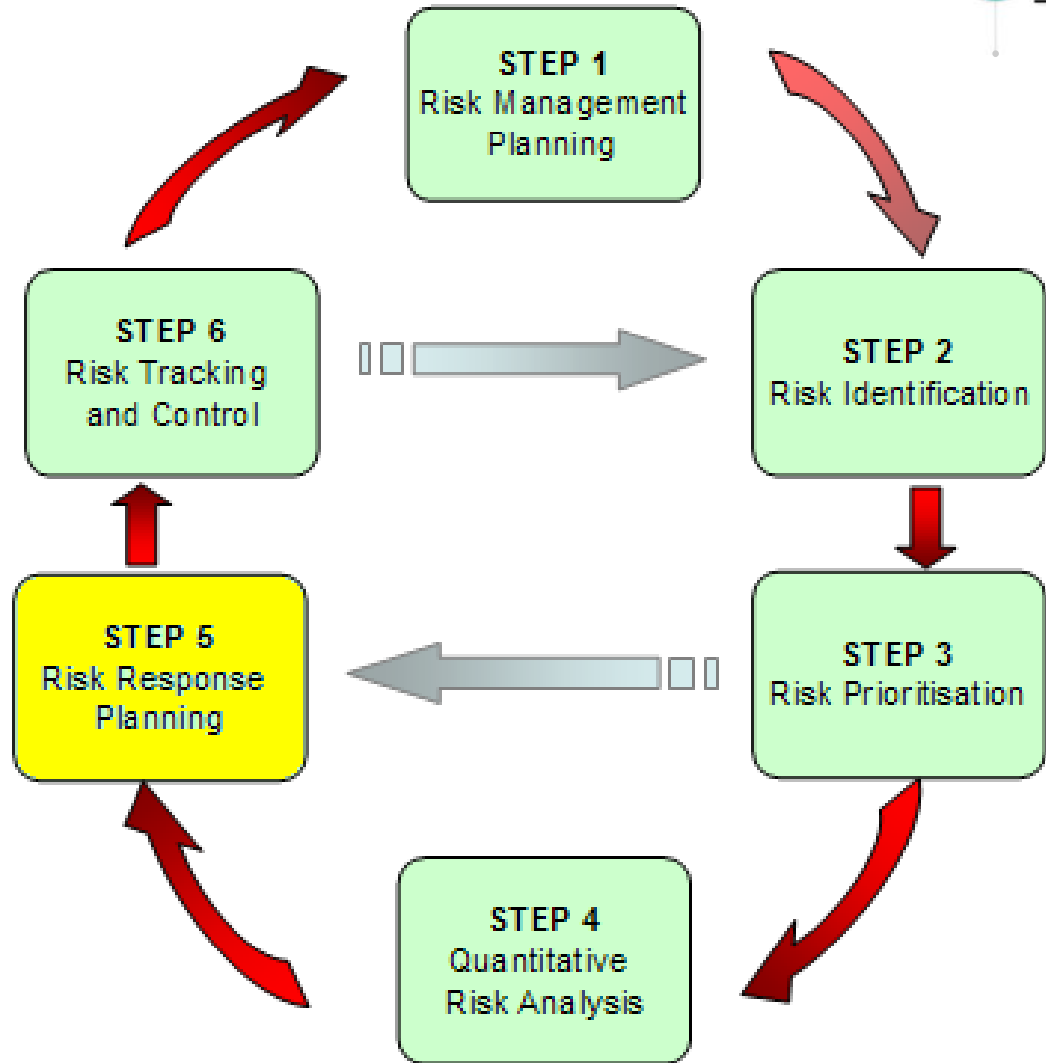 STEP 1
Risk Management
Planning
STEP 2
Risk Identification
STEP 3
Risk Prioritisation
STEP 4
Quantitative
Risk Analysis
STEP 5
Risk Response
Planning
STEP 6
Risk Tracking
and Control